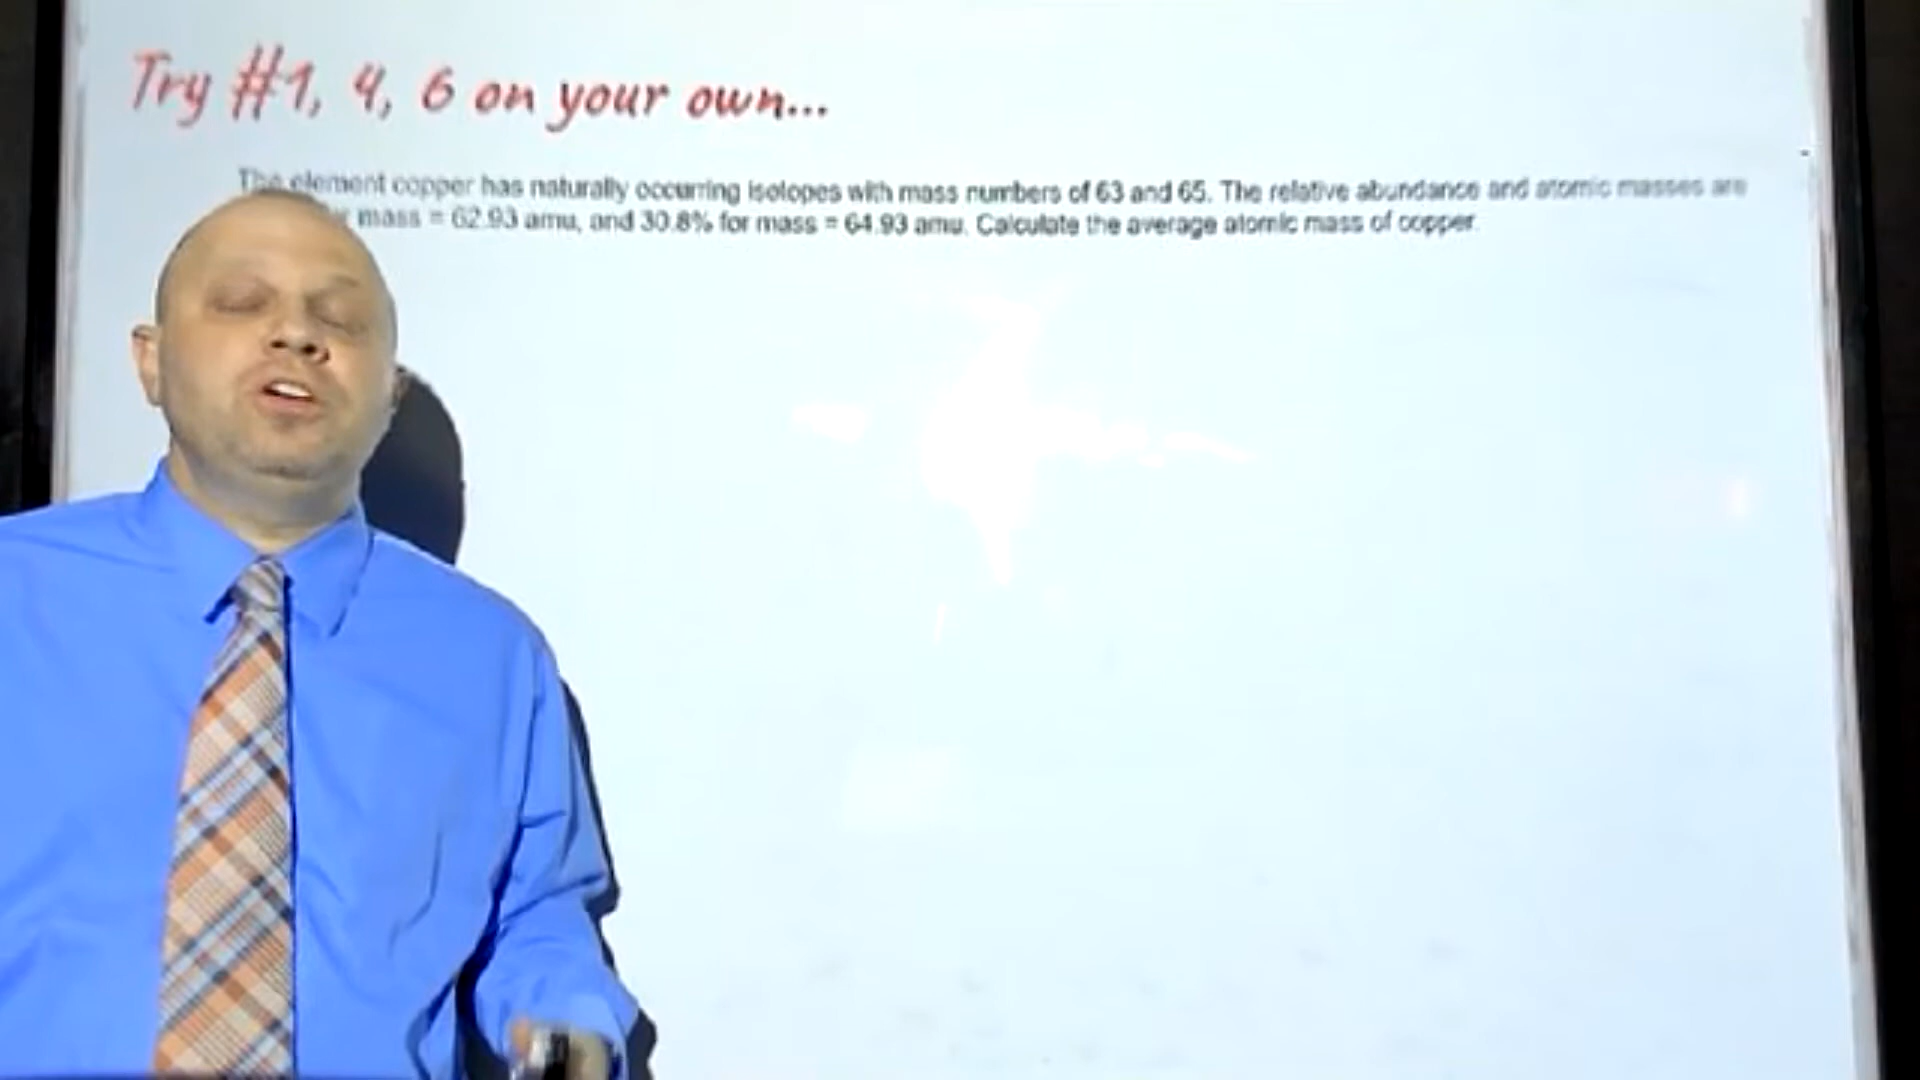 Try #1, 4, 6 on your own...
The element copper has naturally occurring isotopes with mass numbers of 63 and 65. The relative abundance and atomic masses are
mass = 62.93 amu, and 30.8% for mass = 64.93 amu. Calculate the average atomic mass of copper.